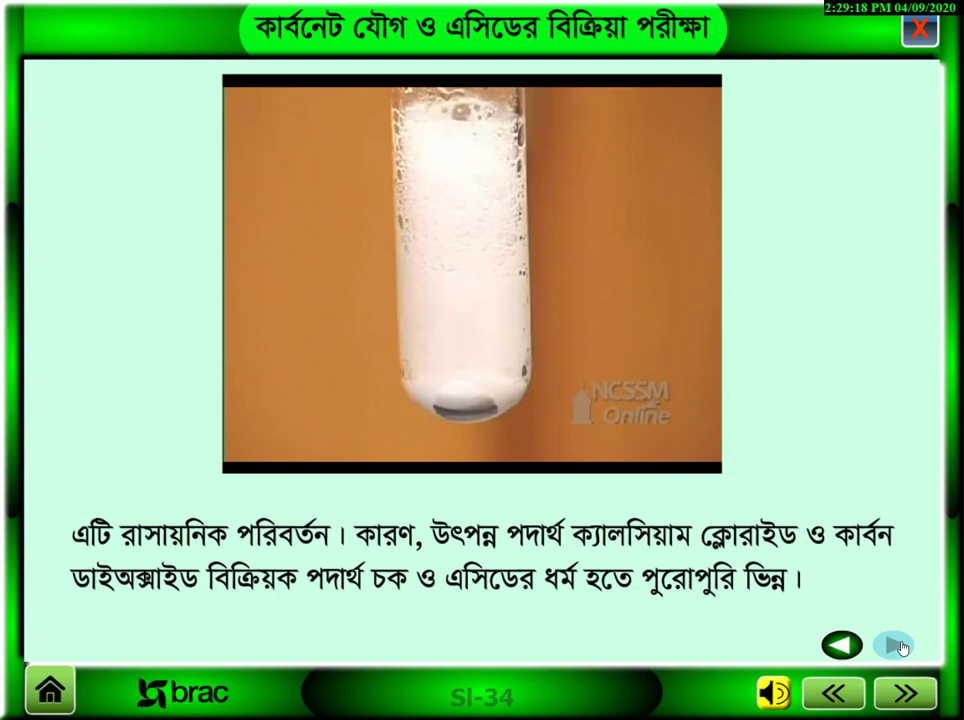 2:29:18 PM 04/09/2020
কার্বনেট যৌগ ও এসিডের বিক্রিয়া পরীক্ষা
X
NCSSM
Online
এটি রাসায়নিক পরিবর্তন। কারণ, উৎপন্ন পদার্থ ক্যালসিয়াম ক্লোরাইড ও কার্বন
ডাইঅক্সাইড বিক্রিয়ক পদার্থ চক ও এসিডের ধর্ম হতে পুরোপুরি ভিন্ন।
brac
Sl-34